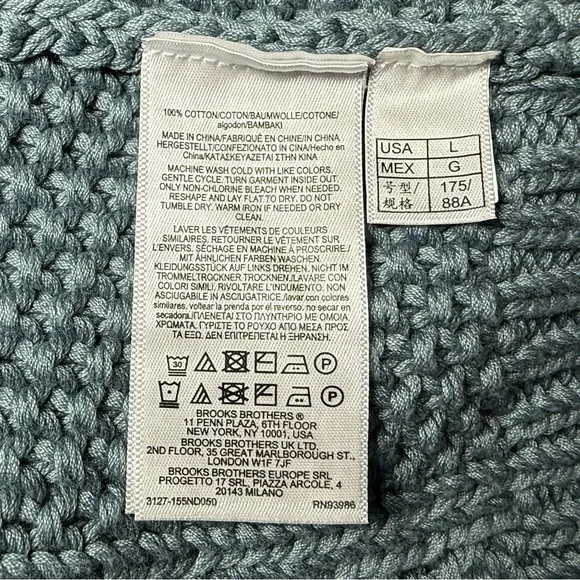 100% COTTON/COTON/BAUMWOLLE/COTONE/
algodon/BAMBAKI
MADE IN CHINA/FABRIQUÉ EN CHINE/IN CHINA
HERGESTELLT/CONFEZIONATO IN CINA/Hecho en
China/ΚΑΤΑΣΚΕΥΑΖΕΤΑΙ ΣΤΗΝ ΚΙΝΑ
MACHINE WASH COLD WITH LIKE COLORS.
GENTLE CYCLE. TURN GARMENT INSIDE OUT.
ONLY NON-CHLORINE BLEACH WHEN NEEDED.
RESHAPE AND LAY FLAT TO DRY. DO NOT
TUMBLE DRY. WARM IRON IF NEEDED OR DRY
CLEAN.
LAVER LES VÊTEMENTS DE COULEURS
SIMILAIRES. RETOURNER LE VÊTEMENT SUR
L'ENVERS. SÉCHAGE EN MACHINE À PROSCRIRE./
MIT ÄHNLICHEN FARBEN WASCHEN.
KLEIDUNGSSTÜCK AUF LINKS DREHEN. NICHT IM
TROMMELTROCKNER TROCKNEN./LAVARE CON
COLORI SIMILI. RIVOLTARE L'INDUMENTO. NON
ASCIUGABILE IN ASCIUGATRICE./lavar con colores
similares. voltear la prenda por el reverso. no secar en
secadora/ΠΛΕΝΕΤΑΙ ΣΤΟ ΠΛΥΝΤΗΡΙΟ ΜΕ ΟΜΟΙΑ
ΧΡΩΜΑΤΑ. ΓΥΡΙΣΤΕ ΤΟ ΡΟΥΧΟ ΑΠΟ ΜΕΣΑ ΠΡΟΣ
ΤΑ ΕΞΩ. ΔΕΝ ΕΠΙΤΡΕΠΕΤΑΙ Η ΞΗΡΑΝΣΗ.
30
P
A
P
BROOKS BROTHERS ®
11 PENN PLAZA, 6TH FLOOR
NEW YORK, NY 10001, USA
BROOKS BROTHERS UK LTD.
2ND FLOOR, 35 GREAT MARLBOROUGH ST.,
LONDON W1F 7JF
BROOKS BROTHERS EUROPE SRL
PROGETTO 17 SRL, PIAZZA ARCOLE, 4
20143 MILANO
3127-155ND050 RN93986
USA L
MEX G
号型/ 175/
规格 88A